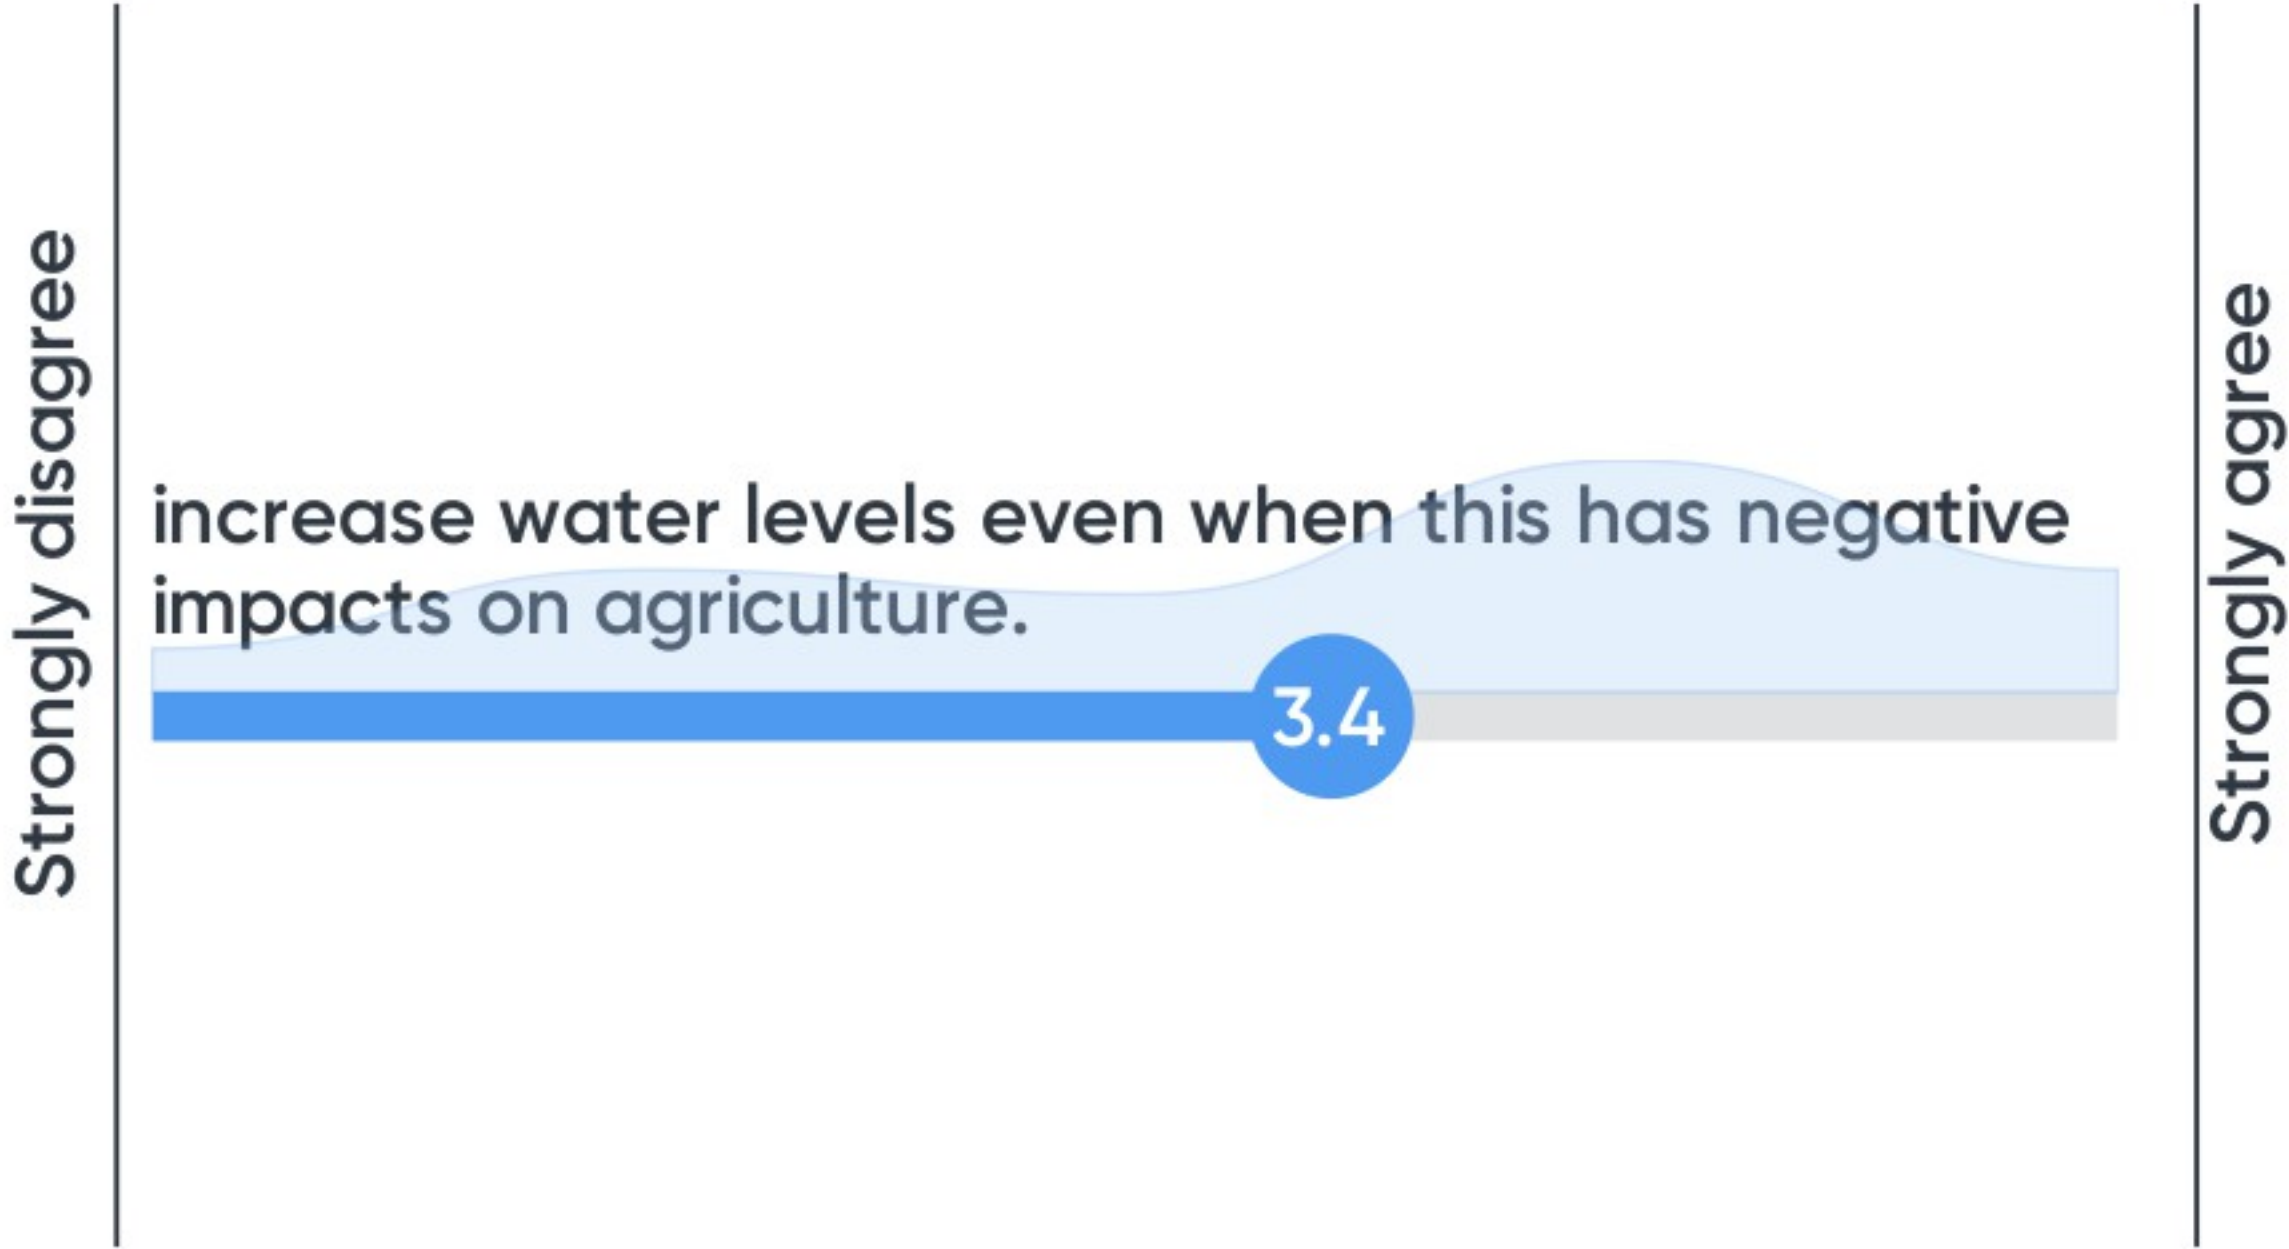 Strongly disagree
increase water levels even when this has negative
impacts on agriculture.
3.4
Strongly agree